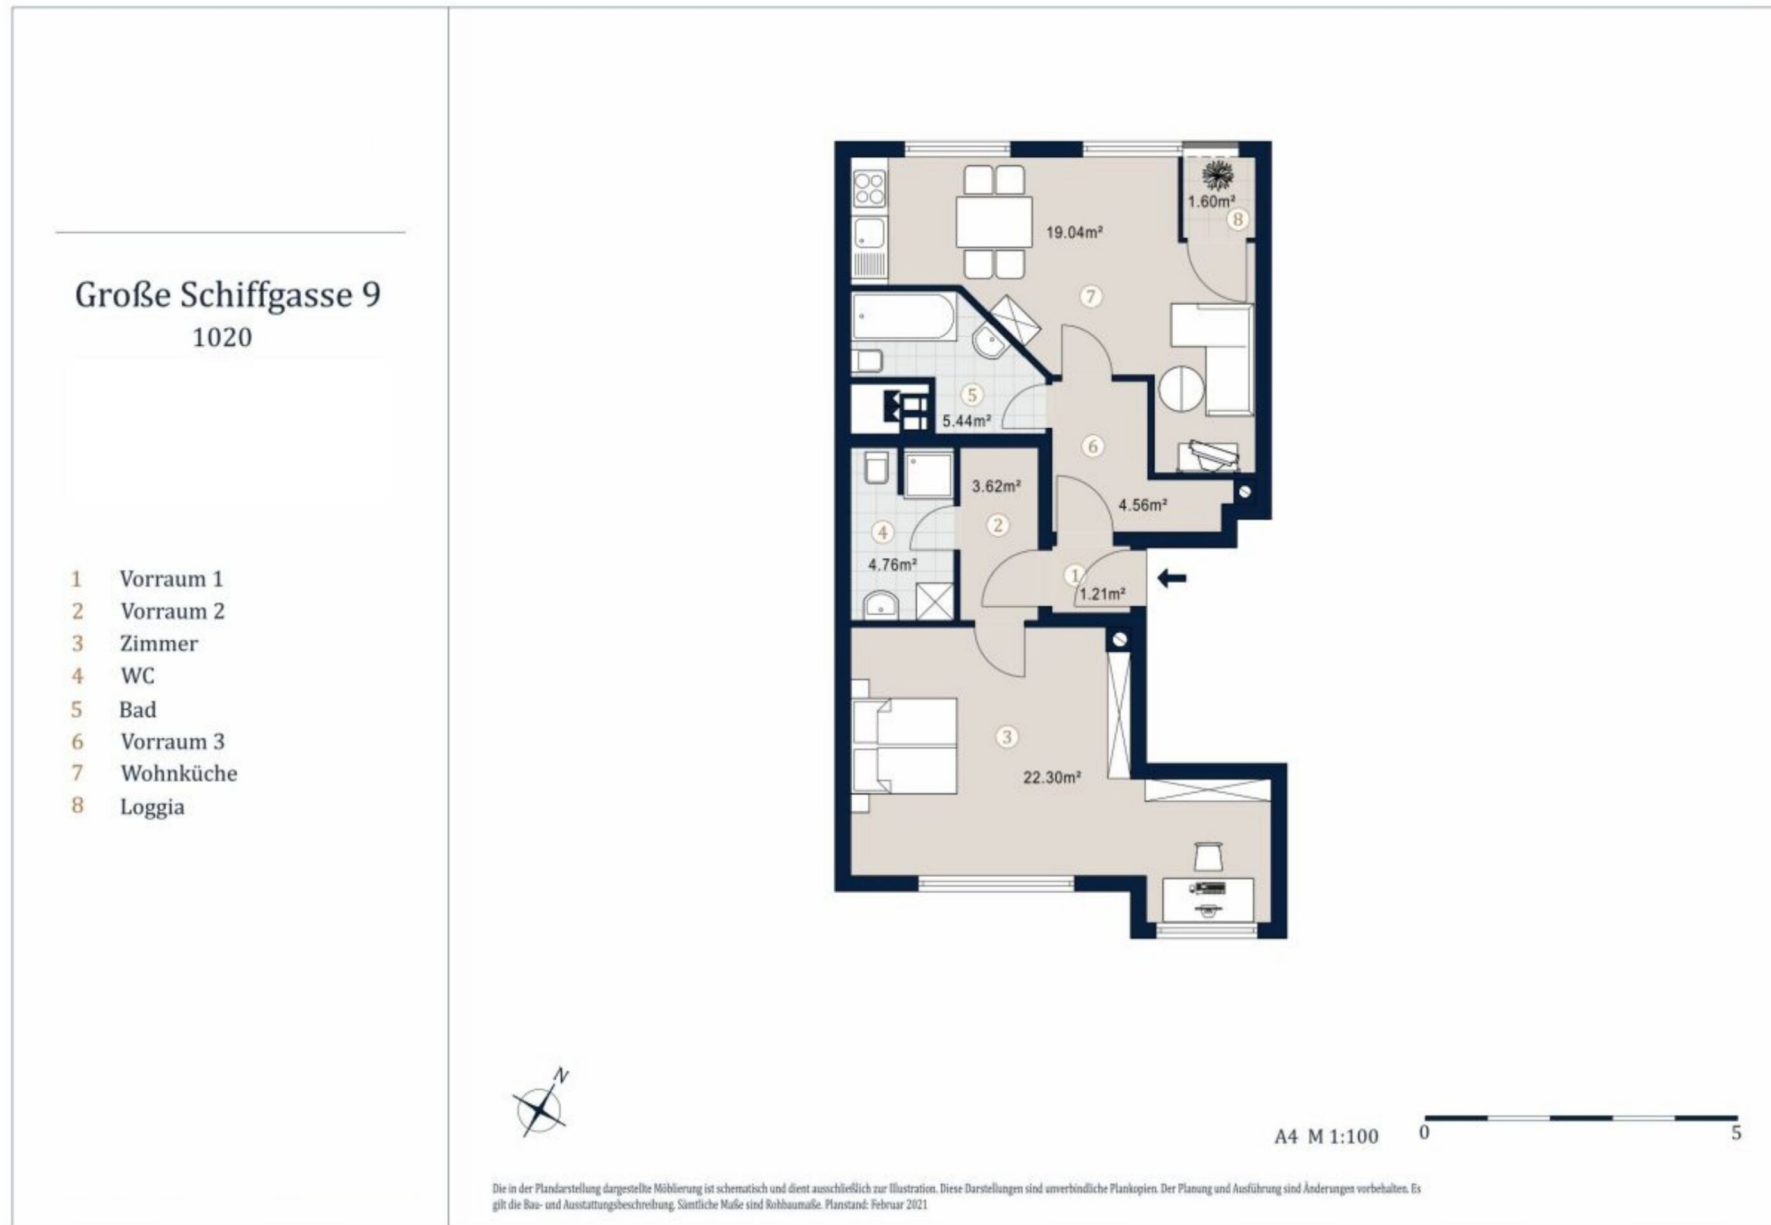 Große Schiffgasse 9
1020
1 Vorraum 1
2 Vorraum 2
3 Zimmer
4 WC
5 Bad
6 Vorraum 3
7 Wohnküche
8 Loggia
1.60m²
8
19.04m²
7
5
5.44m²
6
3.62m²
4.56m²
2
4
4.76m²
1
1.21m²
3
22.30m²
N
A4 M 1:100
0 5
Die in der Plandarstellung dargestellte Möblierung ist schematisch und dient ausschließlich zur Illustration. Diese Darstellungen sind unverbindliche Plankopien. Der Planung und Ausführung sind Änderungen vorbehalten. Es
gilt die Bau- und Ausstattungsbeschreibung. Sämtliche Maße sind Rohbaumaße. Planstand: Februar 2021